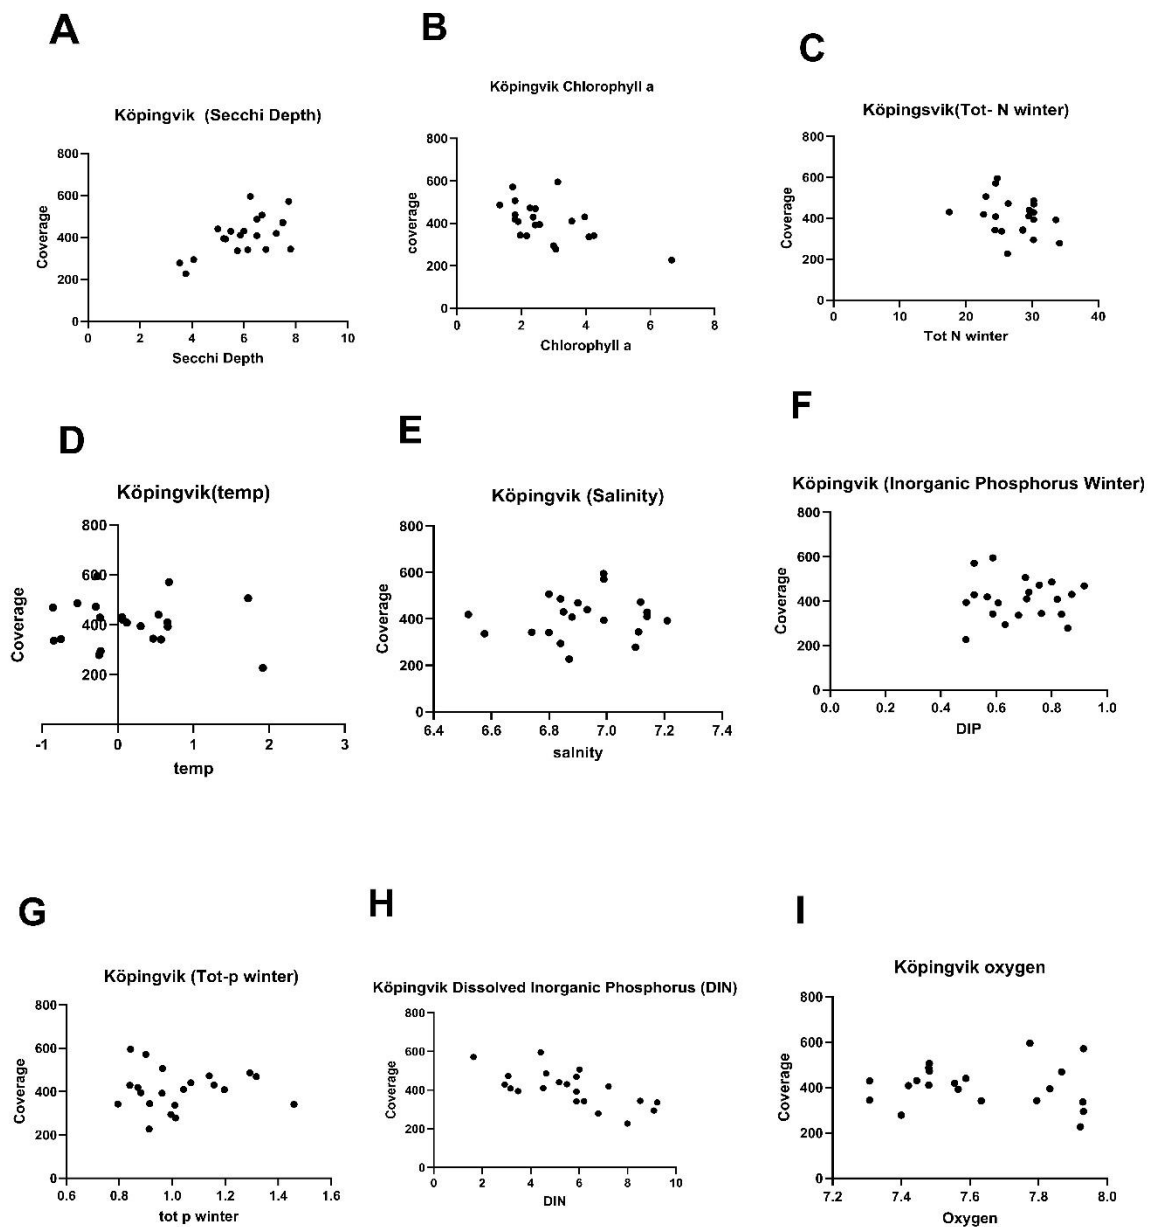 A
Köpingvik (Secchi Depth)
800
600
400
200
0
Coverage
0 2 4 6 8 10
Secchi Depth
B
Köpingvik Chlorophyll a
800
600
400
200
0
coverage
0 2 4 6 8
Chlorophyll a
C
Köpingsvik(Tot- N winter)
800
600
400
200
0
Coverage
0 10 20 30 40
Tot N winter
D
Köpingvik(temp)
800
600
400
200
Coverage
-1 0 1 2 3
temp
E
Köpingvik (Salinity)
800
600
400
200
0
Coverage
6.4 6.6 6.8 7.0 7.2 7.4
salnity
F
Köpingvik (Inorganic Phosphorus Winter)
800
600
400
200
0
Coverage
0.0 0.2 0.4 0.6 0.8 1.0
DIP
G
Köpingvik (Tot-p winter)
800
600
400
200
0
Coverage
0.6 0.8 1.0 1.2 1.4 1.6
tot p winter
H
Köpingvik Dissolved Inorganic Phosphorus (DIN)
800
600
400
200
0
Coverage
0 2 4 6 8 10
DIN
I
Köpingvik oxygen
800
600
400
200
0
Coverage
7.2 7.4 7.6 7.8 8.0
Oxygen